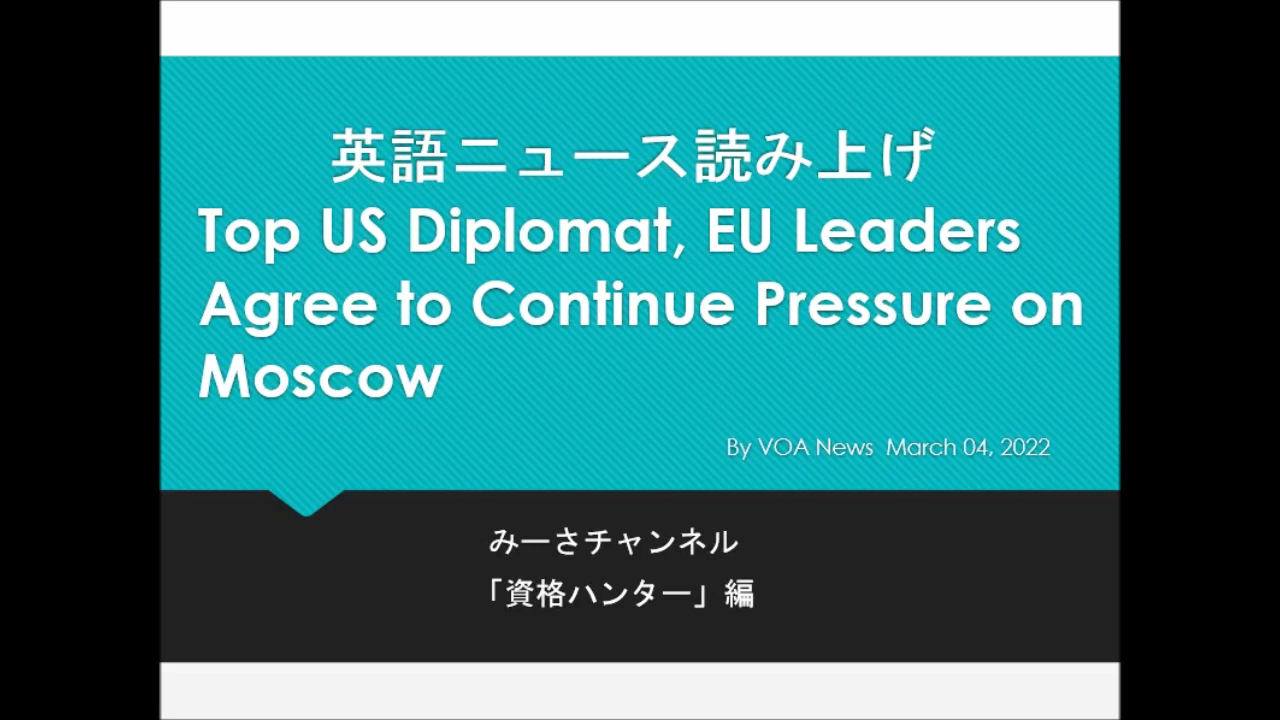 英語ニュース読み上げ
Top US Diplomat, EU Leaders
Agree to Continue Pressure on
Moscow
By VOA News  March 04, 2022
みーさチャンネル
「資格ハンター」編